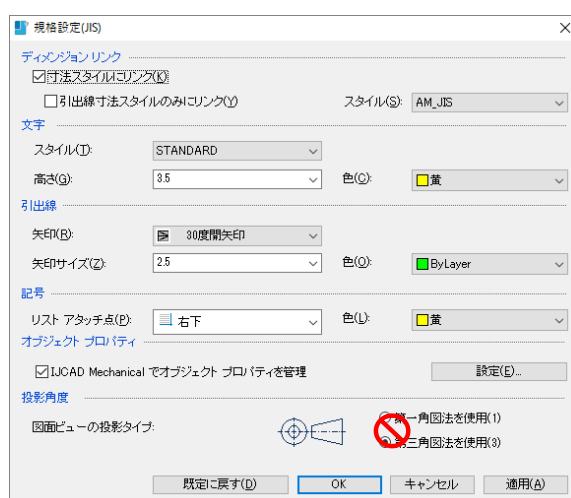 規格設定(JIS)
ディメンジョン リンク
寸法スタイルにリンク(K)
引出線寸法スタイルのみにリンク(Y) スタイル(S): AM_JIS
文字
スタイル(T): STANDARD
高さ(G): 3.5 色(C): 黄
引出線
矢印(R): 30度開矢印
矢印サイズ(Z): 2.5 色(O): ByLayer
記号
リスト アタッチ点(P): 右下 色(L): 黄
オブジェクト プロパティ
IJCAD Mechanical でオブジェクト プロパティを管理 設定(E)...
投影角度
第一角図法を使用(1)
図面ビューの投影タイプ:
第三角図法を使用(3)
既定に戻す(D) OK キャンセル 適用(A)